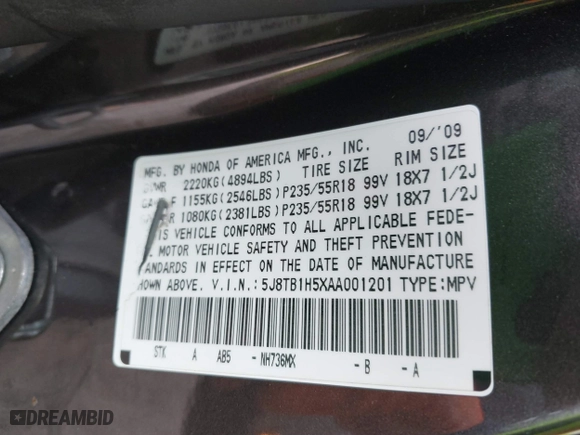 MFG. BY HONDA OF AMERICA MFG., INC. 09/'09
2220KG(4894LBS) TIRE SIZE RIM SIZE
F 1155KG(2546LBS)P235/55R18 99V 18X7 1/2J
R 1080KG(2381LBS)P235/55R18 99V 18X7 1/2J
IS VEHICLE CONFORMS TO ALL APPLICABLE FEDE-
L MOTOR VEHICLE SAFETY AND THEFT PREVENTION
ANDARDS IN EFFECT ON THE DATE OF MANUFACTURE
HOWN ABOVE. V.I.N.:5J8TB1H5XAA001201 TYPE:MPV
STK A AB5 -NH736MX -B -A
DREAMBID